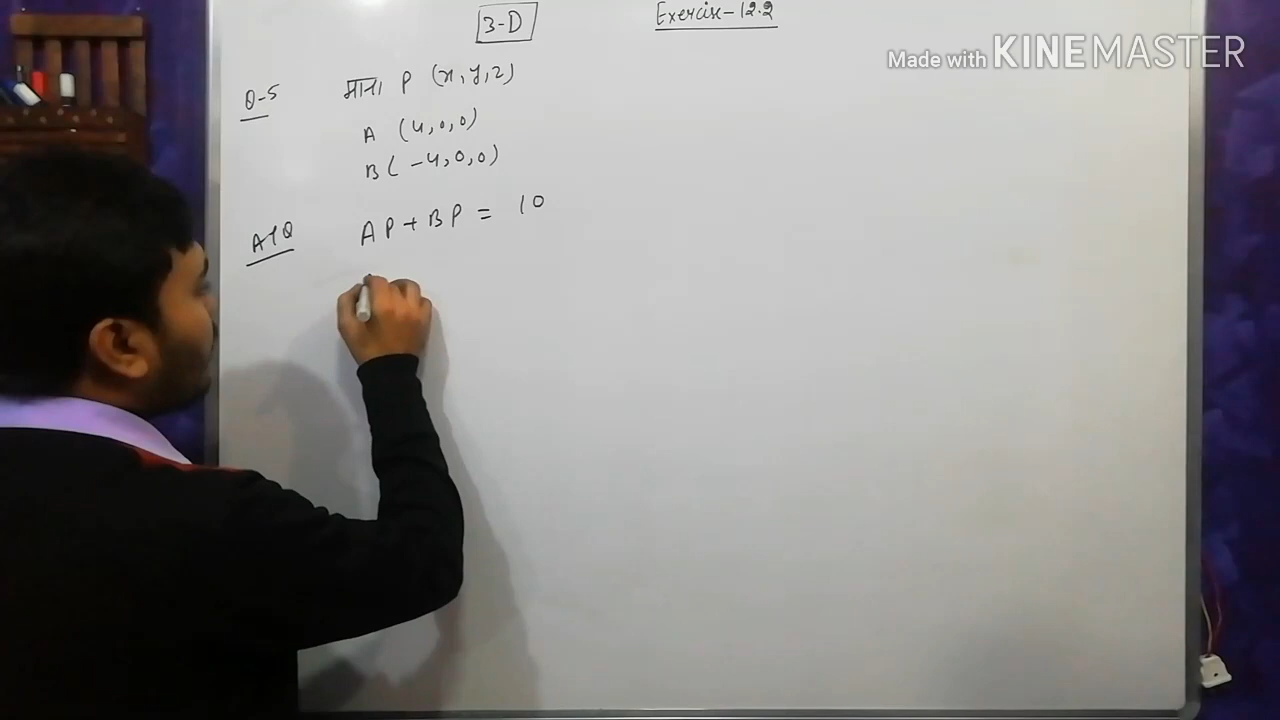 3-D
Exercise-12.2
Made with KINEMASTER
Q-5 माना P (x, y, z)
A (4,0,0)
B( -4,0,0)
ATQ AP + BP = 10